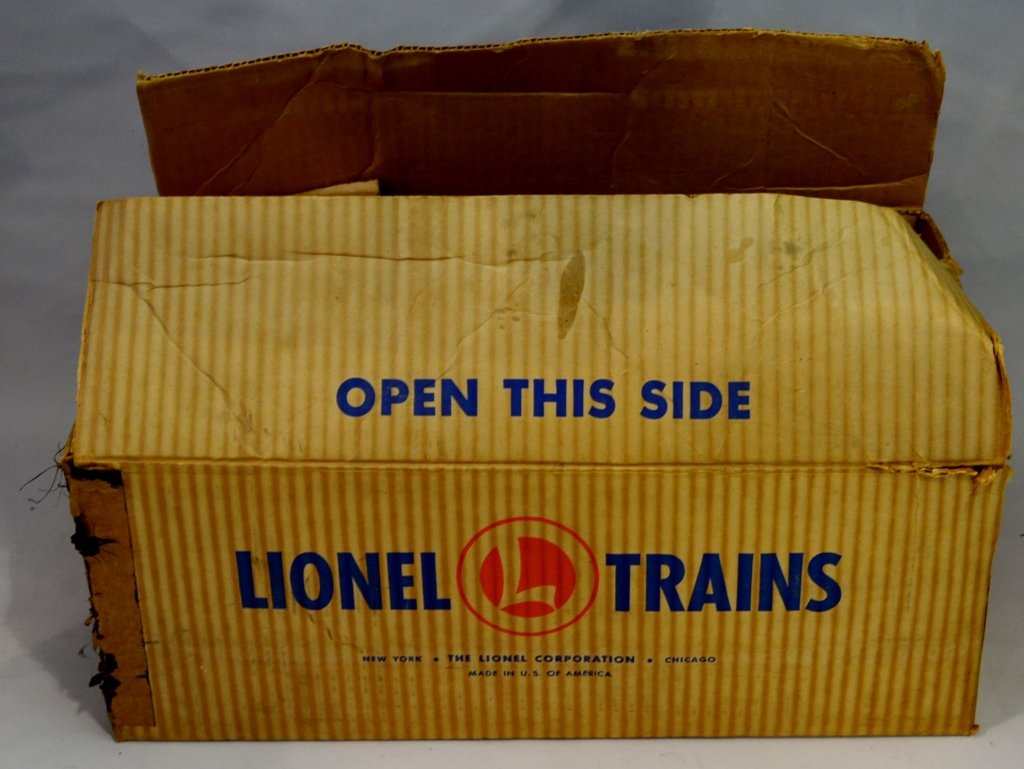 OPEN THIS SIDE
LIONEL L TRAINS
NEW YORK • THE LIONEL CORPORATION • CHICAGO
MADE IN U.S. OF AMERICA